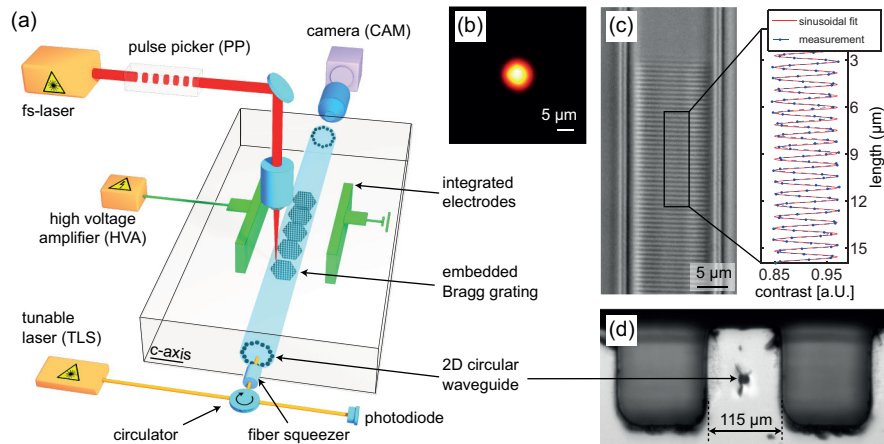 (a)
camera (CAM)
pulse picker (PP)
fs-laser
high voltage
amplifier (HVA)
integrated
electrodes
embedded
Bragg grating
tunable
laser (TLS)
c-axis
2D circular
waveguide
circulator
fiber squeezer
photodiode
(b)
5 µm
(c)
5 µm
sinusoidal fit
measurement
3
6
9
12
15
length (µm)
0.85
0.95
contrast [a.U.]
(d)
115 µm